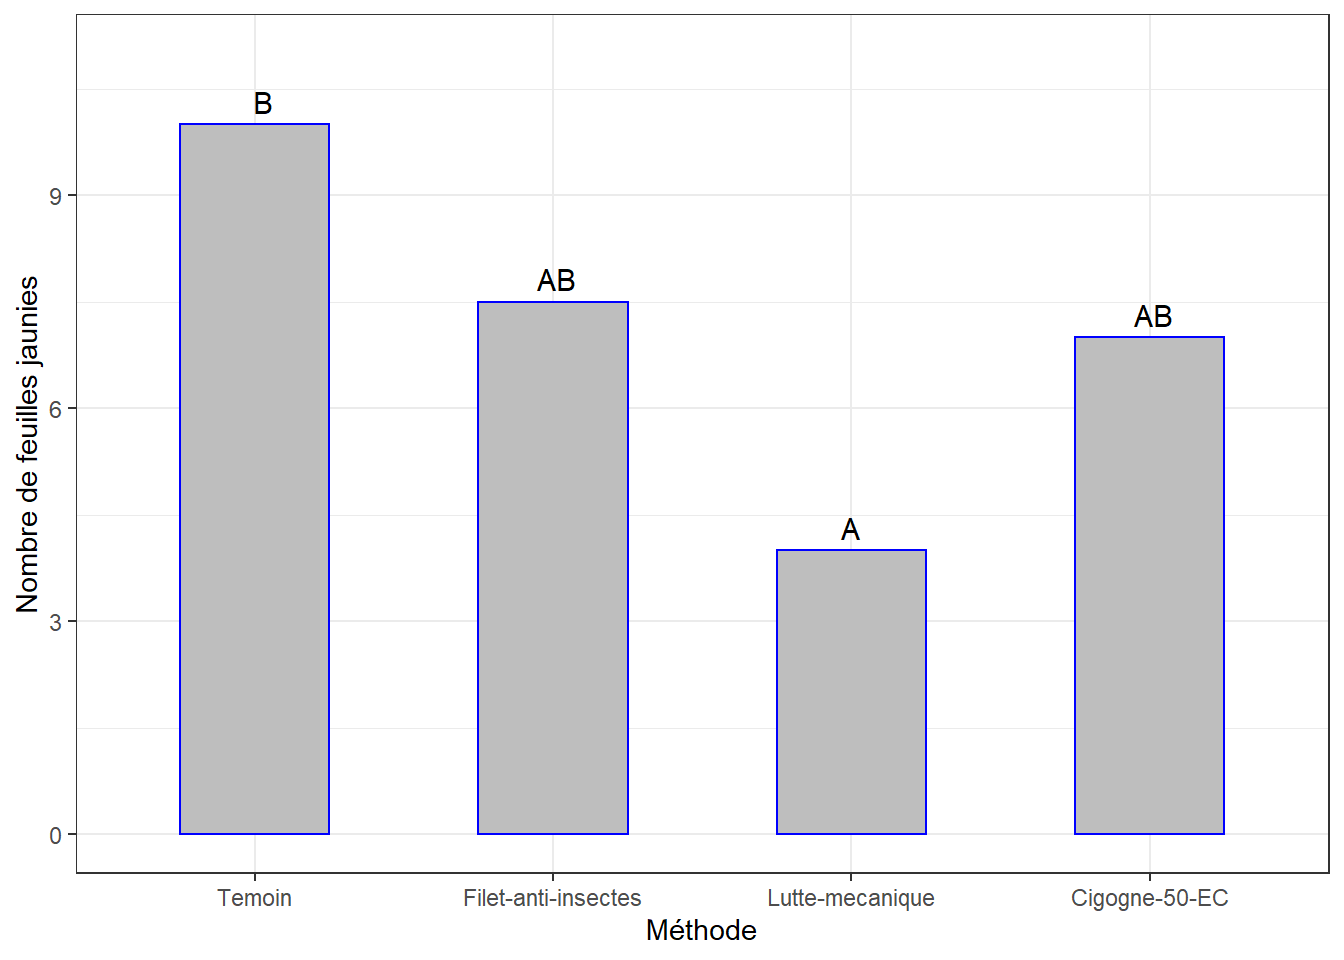 B
AB
AB
A
9
6
3
0
Nombre de feuilles jaunies
Temoin
Filet-anti-insectes
Lutte-mecanique
Cigogne-50-EC
Méthode